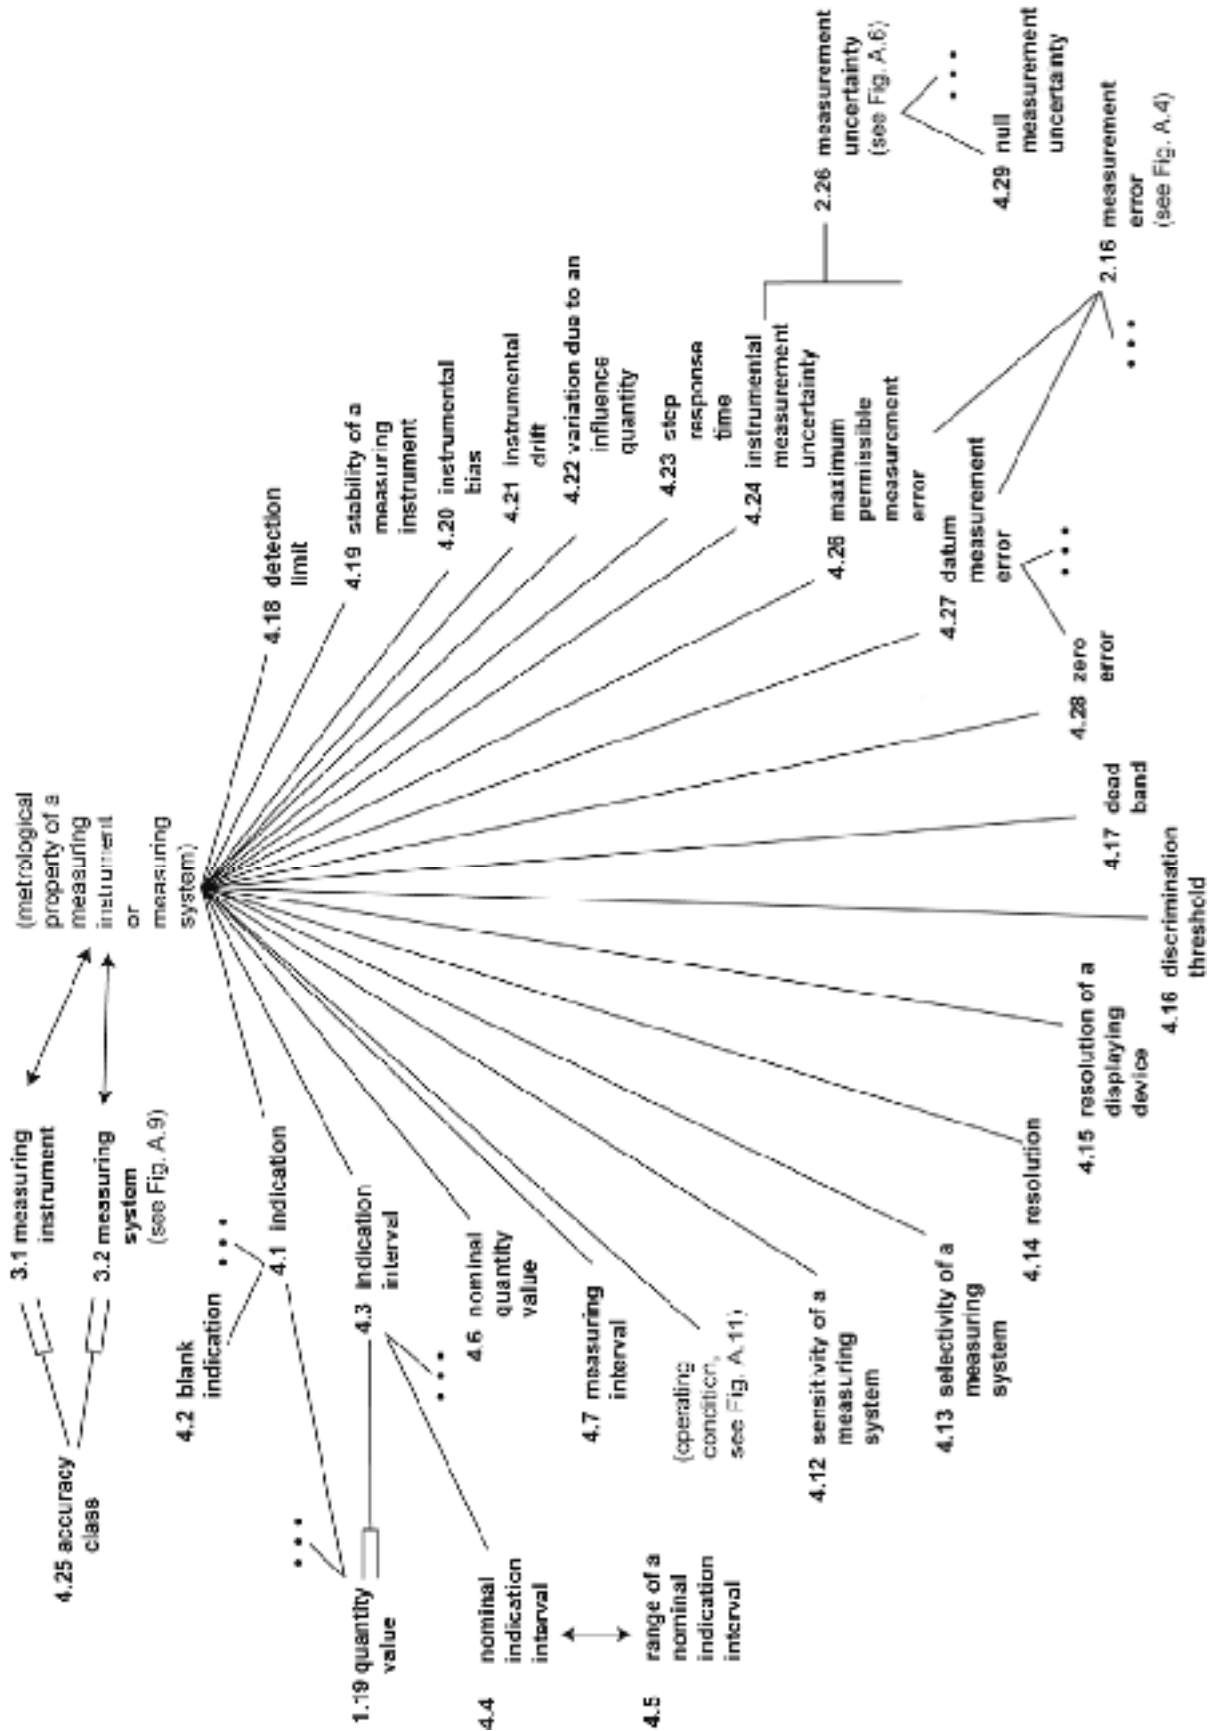 (metrological
property of a
measuring
instrument
or
measuring
system)
3.1 measuring
instrument
3.2 measuring
system
(see Fig. A.9)
4.25 accuracy
class
4.2 blank
indication
4.1 indication
1.19 quantity
value
4.3 indication
interval
4.4 nominal
indication
interval
4.5 range of a
nominal
indication
interval
4.6 nominal
quantity
value
4.7 measuring
interval
(operating
condition,
see Fig. A.11)
4.12 sensitivity of a
measuring
system
4.13 selectivity of a
measuring
system
4.14 resolution
4.15 resolution of a
displaying
device
4.16 discrimination
threshold
4.17 dead
band
4.28 zero
error
4.27 datum
measurement
error
4.26 maximum
permissible
measurement
error
4.24 instrumental
measurement
uncertainty
4.23 step
response
time
4.22 variation due to an
influence
quantity
4.21 instrumental
drift
4.20 instrumental
bias
4.19 stability of a
measuring
instrument
4.18 detection
limit
2.26 measurement
uncertainty
(see Fig. A.6)
4.29 null
measurement
uncertainty
2.16 measurement
error
(see Fig. A.4)